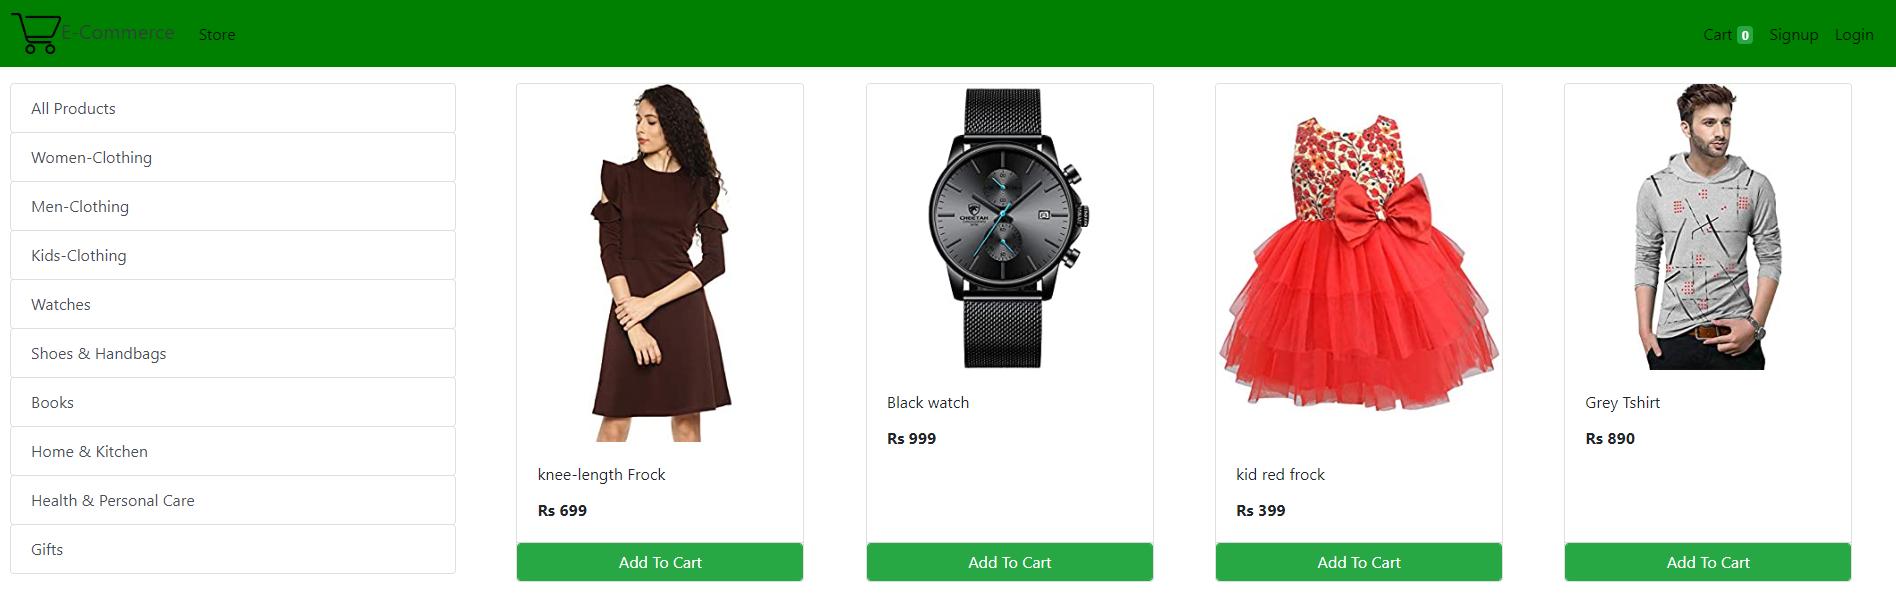 E-Commerce Store Cart 0 Signup Login
All Products
Women-Clothing
Men-Clothing
Kids-Clothing
Watches
Shoes & Handbags
Books
Home & Kitchen
Health & Personal Care
Gifts
knee-length Frock
Rs 699
Add To Cart
CHEETAH
Black watch
Rs 999
Add To Cart
kid red frock
Rs 399
Add To Cart
Grey Tshirt
Rs 890
Add To Cart